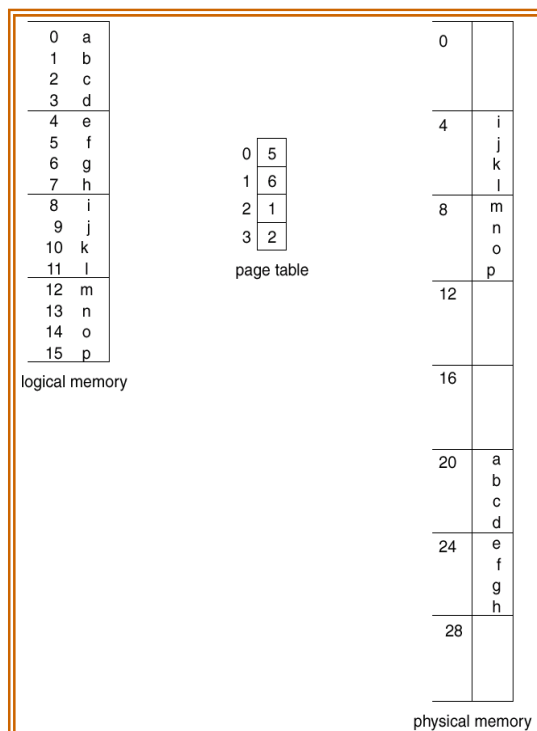 0 a
1 b
2 c
3 d
4 e
5 f
6 g
7 h
8 i
9 j
10 k
11 l
12 m
13 n
14 o
15 p
logical memory
0 5
1 6
2 1
3 2
page table
0
4 i
j
k
l
8 m
n
o
p
12
16
20 a
b
c
d
24 e
f
g
h
28
physical memory